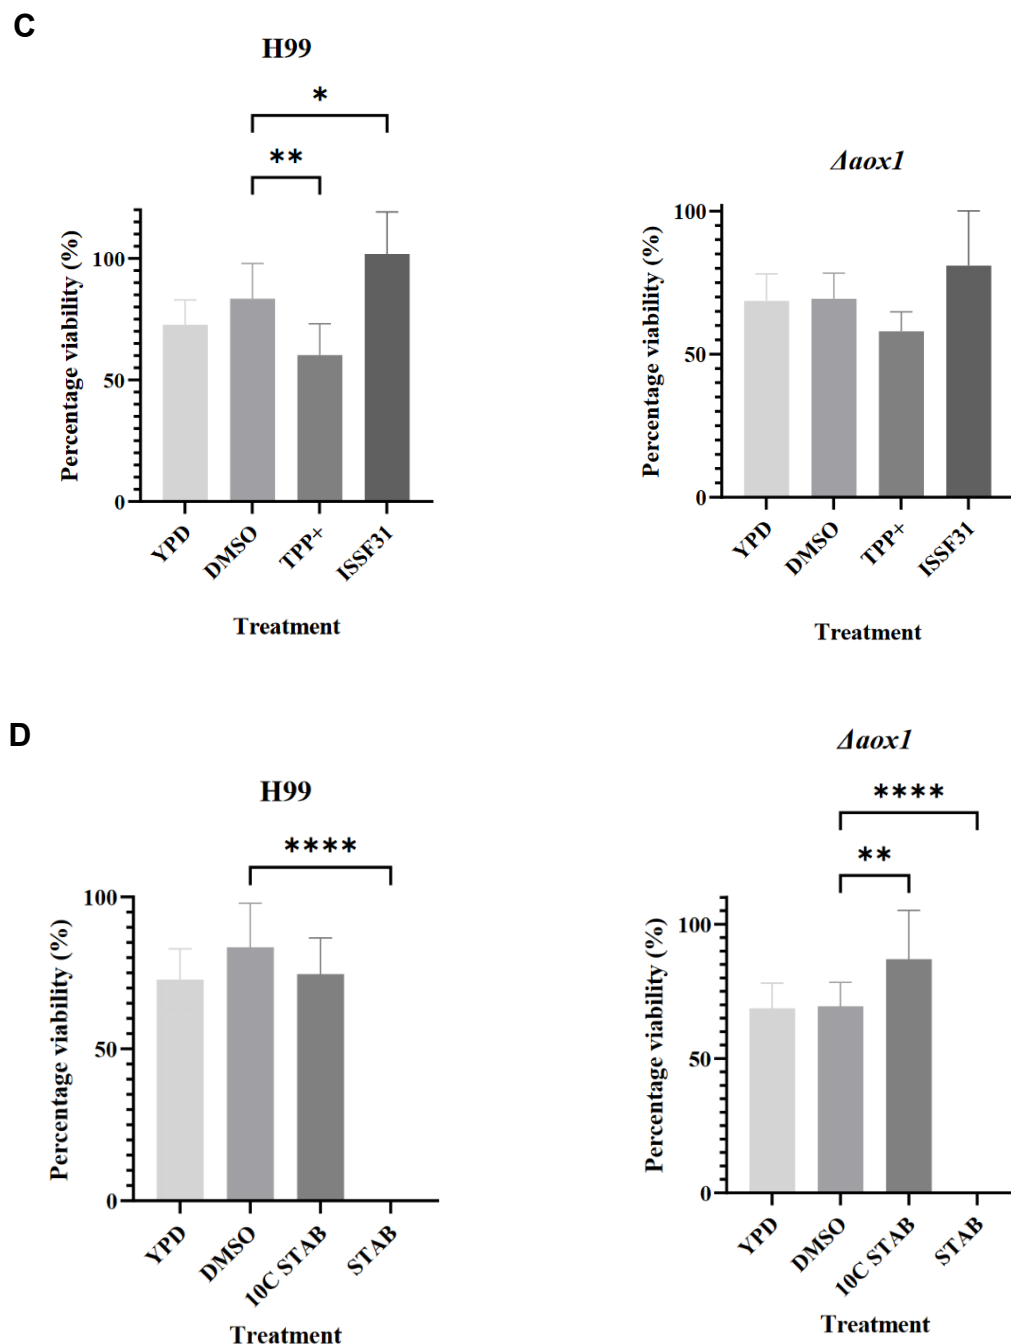 C
H99
*
**
Percentage viability (%)
100
50
0
YPD
DMSO
TPP+
ISSF31
Treatment
Δaox1
Percentage viability (%)
100
50
0
YPD
DMSO
TPP+
ISSF31
Treatment
D
H99
****
Percentage viability (%)
100
50
0
YPD
DMSO
10C STAB
STAB
Treatment
Δaox1
****
**
Percentage viability (%)
100
50
0
YPD
DMSO
10C STAB
STAB
Treatment